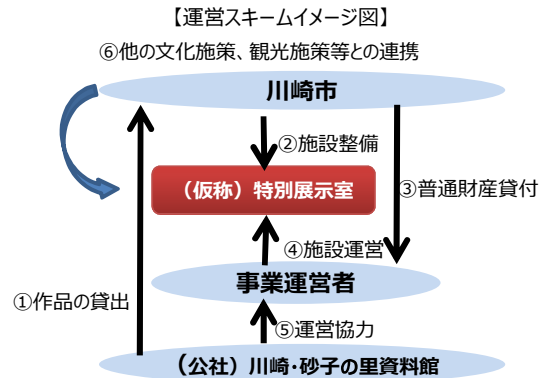 【運営スキームイメージ図】
⑥他の文化施策、観光施策等との連携
川崎市
②施設整備
（仮称）特別展示室
③普通財産貸付
④施設運営
事業運営者
①作品の貸出
⑤運営協力
（公社）川崎・砂子の里資料館